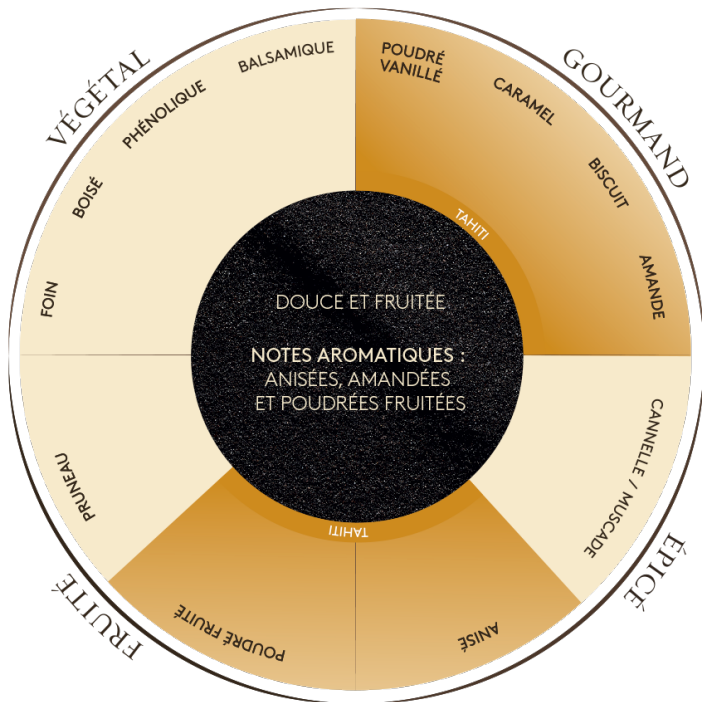 VÉGÉTAL
BALSAMIQUE
PHÉNOLIQUE
BOISÉ
FOIN
GOURMAND
POUDRÉ
VANILLÉ
CARAMEL
BISCUIT
AMANDE
TAHITI
DOUCE ET FRUITÉE
NOTES AROMATIQUES :
ANISÉES, AMANDÉES
ET POUDRÉES FRUITÉES
ÉPICÉ
CANNELLE / MUSCADE
ANISÉ
TAHITI
FRUITÉ
POUDRÉ FRUITÉ
PRUNEAU